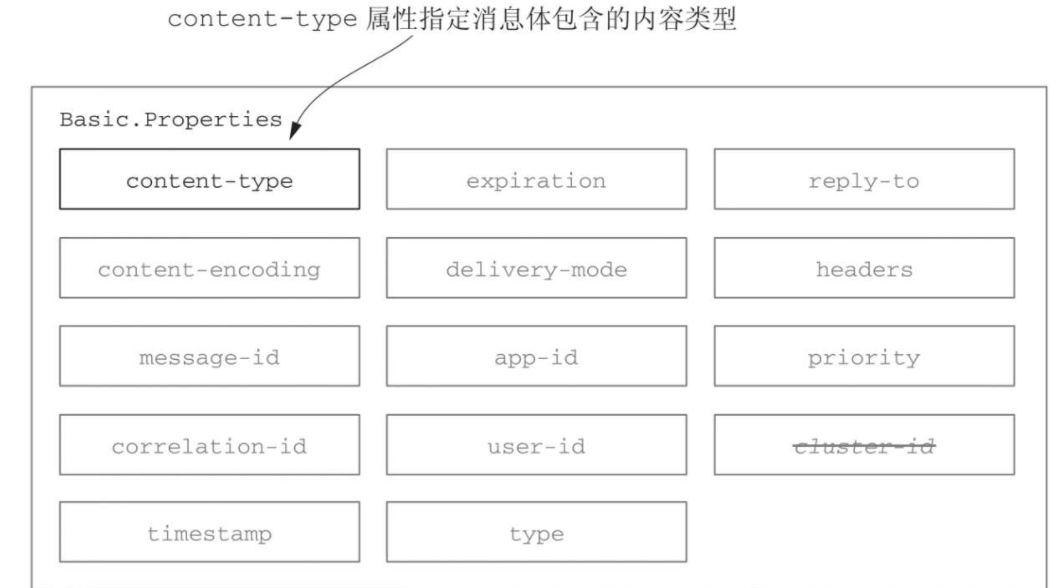 content-type 属性指定消息体包含的内容类型
Basic.Properties
content-type expiration reply-to
content-encoding delivery-mode headers
message-id app-id priority
correlation-id user-id cluster-id
timestamp type